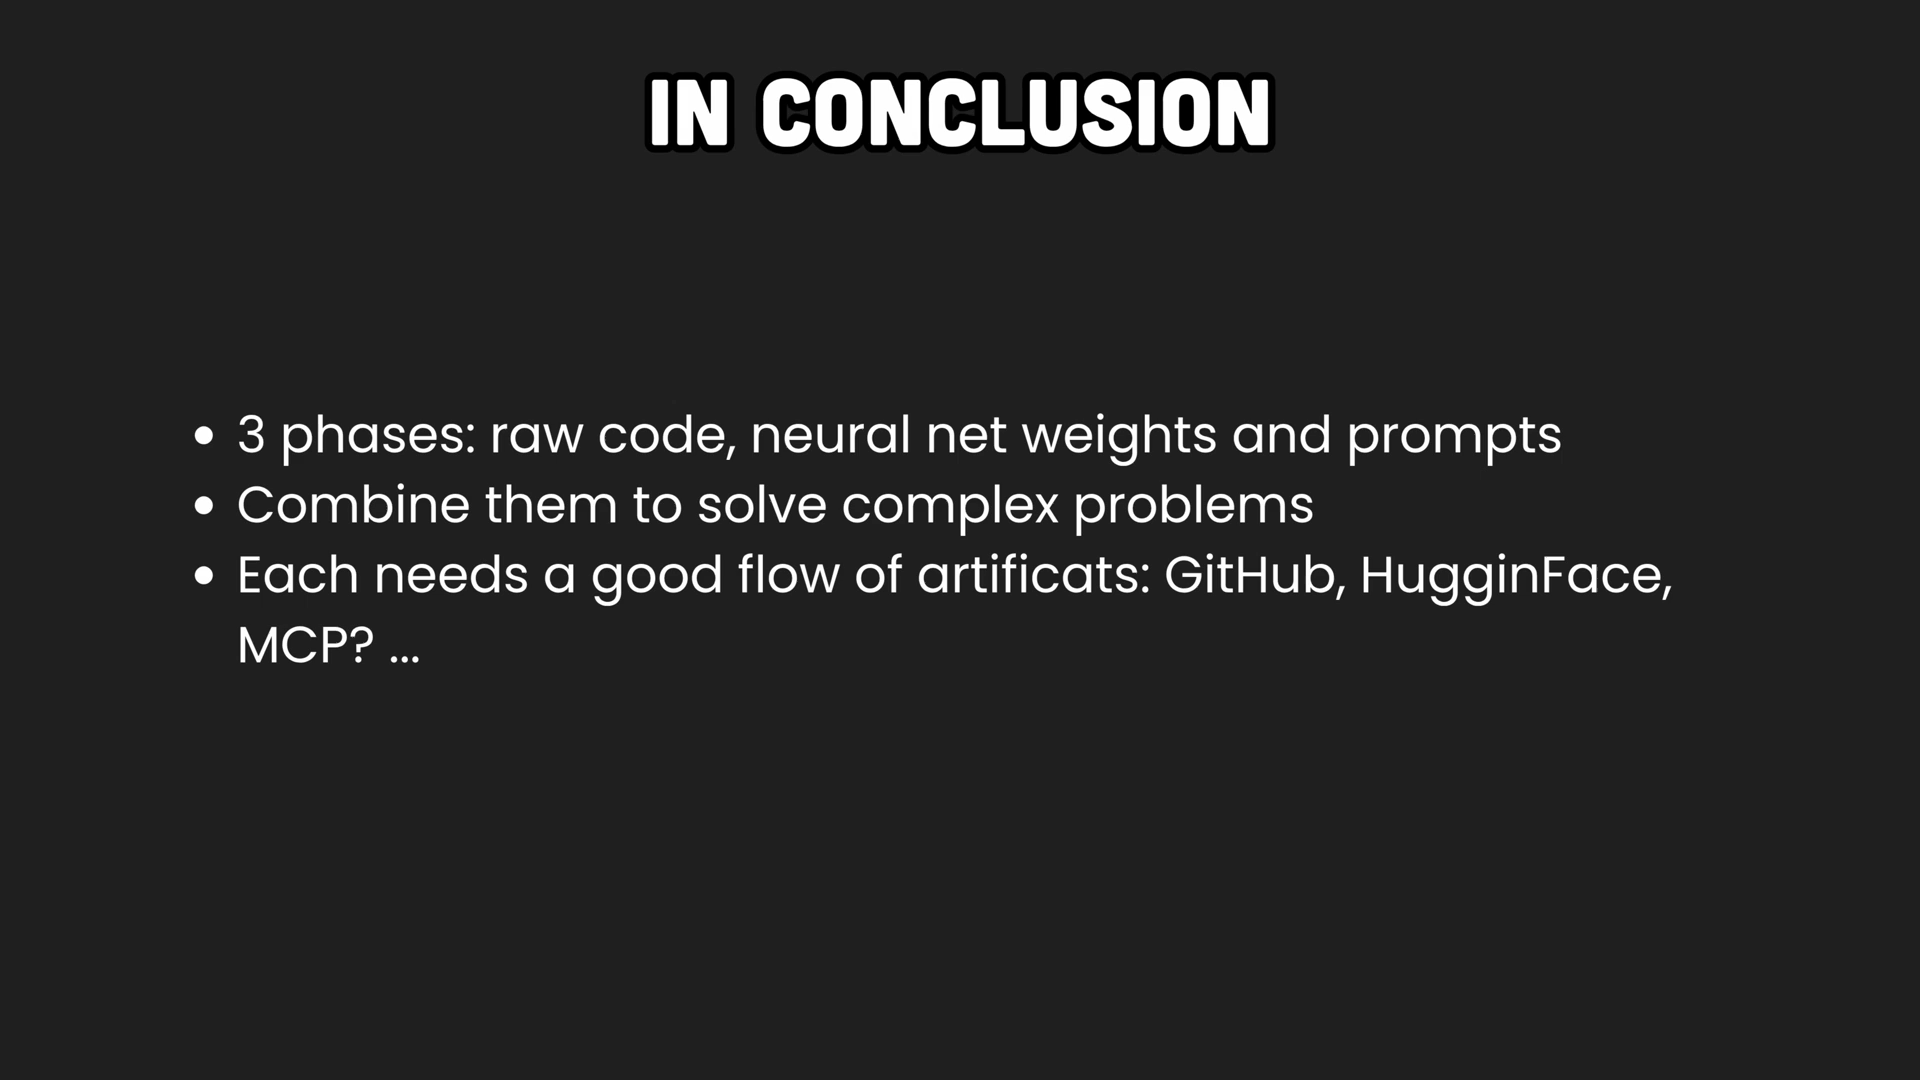 IN CONCLUSION
• 3 phases: raw code, neural net weights and prompts
• Combine them to solve complex problems
• Each needs a good flow of artificats: GitHub, HugginFace,
MCP? ...